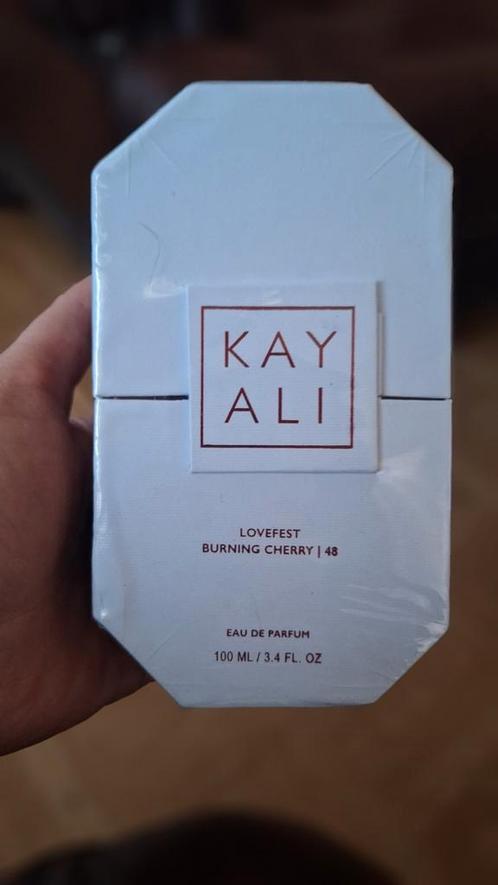 KAY
ALI
LOVEFEST
BURNING CHERRY | 48
EAU DE PARFUM
100 ML / 3.4 FL. OZ